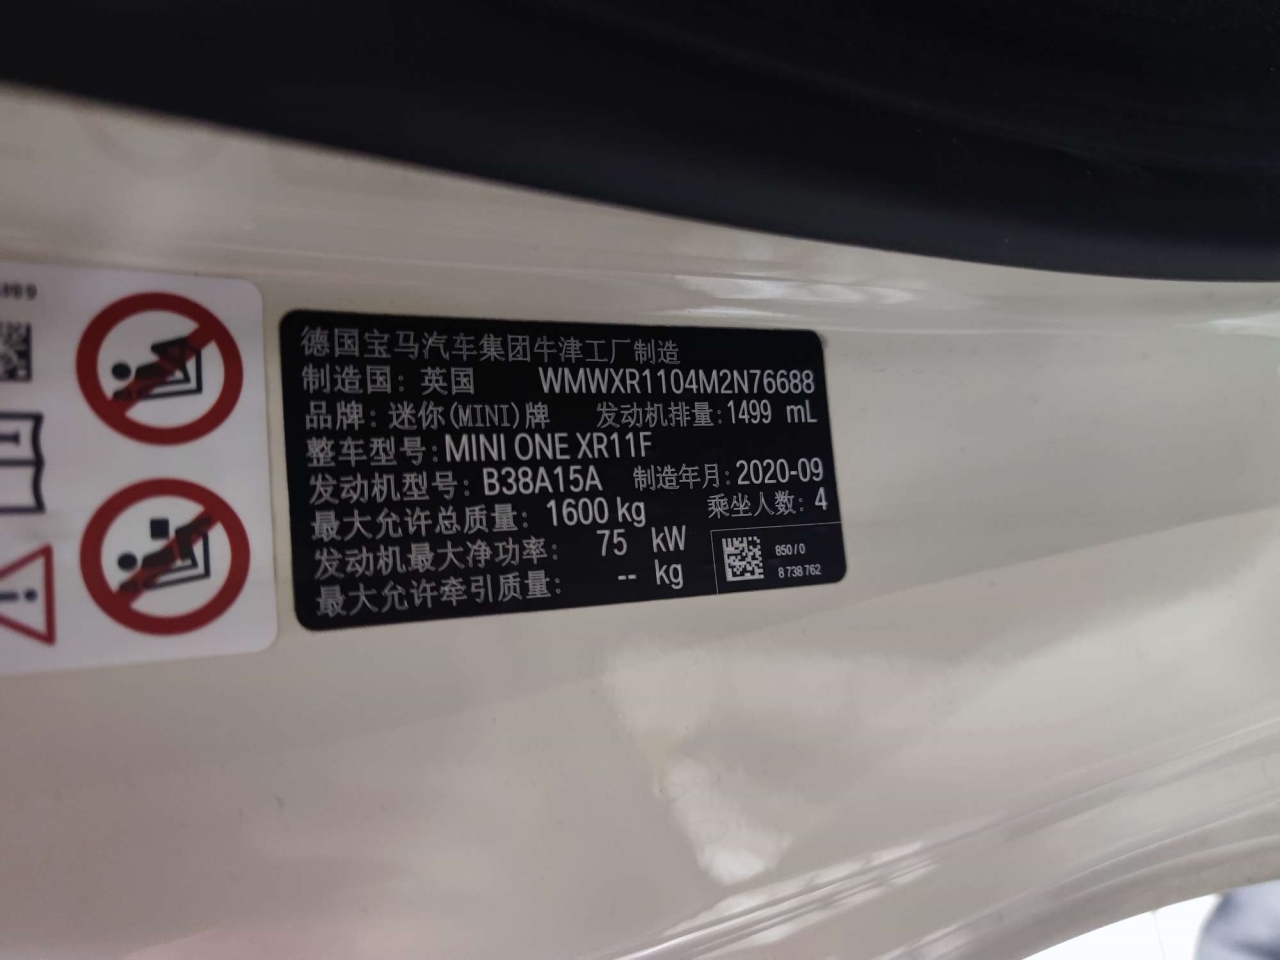 德国宝马汽车集团牛津工厂制造
制造国: 英国 WMWXR1104M2N76688
品牌: 迷你(MINI)牌 发动机排量: 1499 mL
整车型号: MINI ONE XR11F
发动机型号: B38A15A 制造年月: 2020-09
最大允许总质量: 1600 kg 乘坐人数: 4
发动机最大净功率: 75 kW
最大允许牵引质量: -- kg
850/0
8 738 762